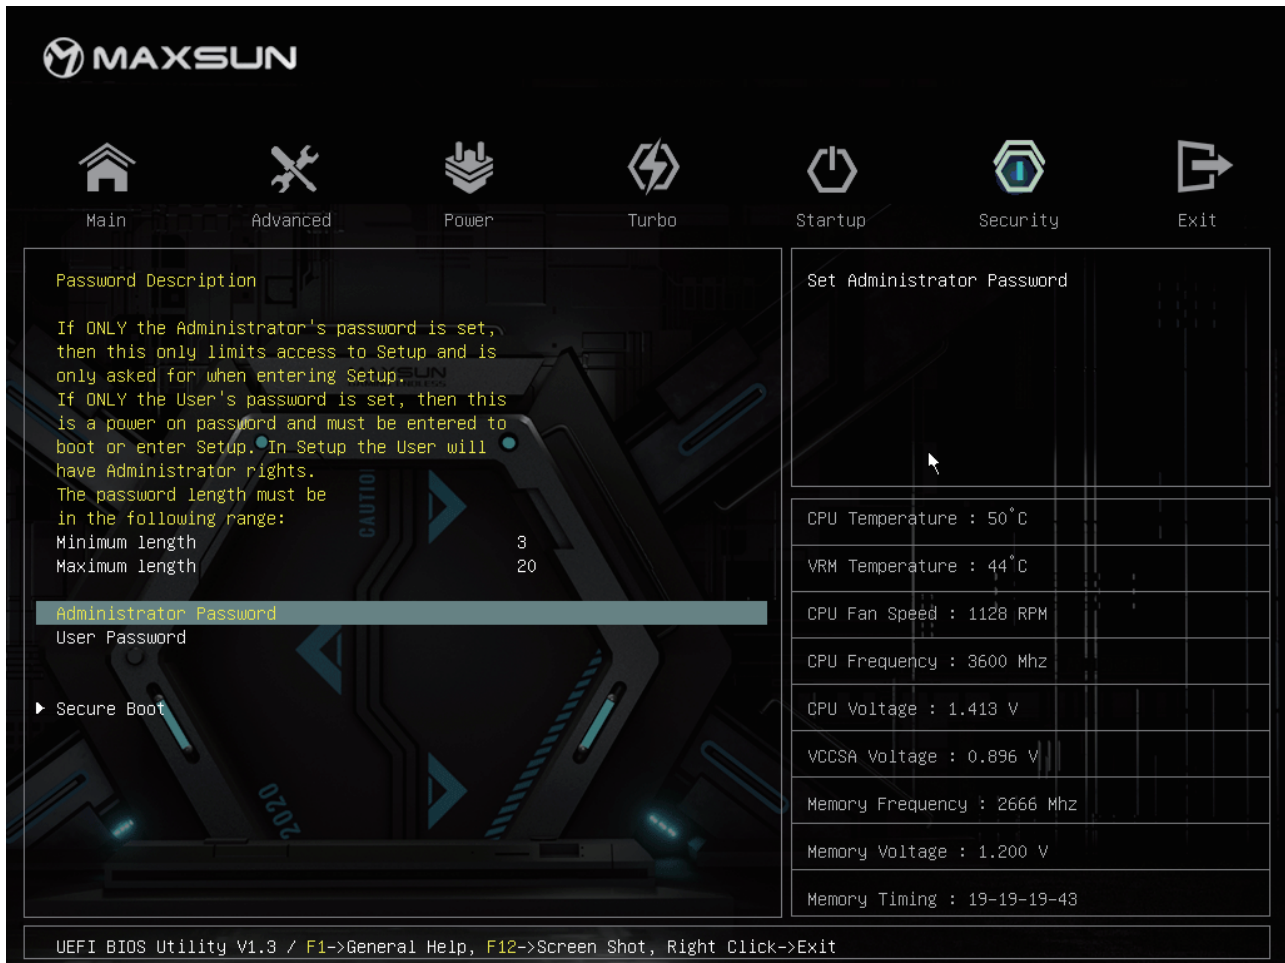 MAXSUN
Main Advanced Power Turbo Startup Security Exit
Password Description
If ONLY the Administrator's password is set,
then this only limits access to Setup and is
only asked for when entering Setup.
If ONLY the User's password is set, then this
is a power on password and must be entered to
boot or enter Setup. In Setup the User will
have Administrator rights.
The password length must be
in the following range:
Minimum length 3
Maximum length 20
Administrator Password
User Password
Secure Boot
MAXSUN
CAUTIO
2020
Set Administrator Password
CPU Temperature : 50°C
VRM Temperature : 44°C
CPU Fan Speed : 1128 RPM
CPU Frequency : 3600 Mhz
CPU Voltage : 1.413 V
VCCSA Voltage : 0.896 V
Memory Frequency : 2666 Mhz
Memory Voltage : 1.200 V
Memory Timing : 19-19-19-43
UEFI BIOS Utility V1.3 / F1->General Help, F12->Screen Shot, Right Click->Exit